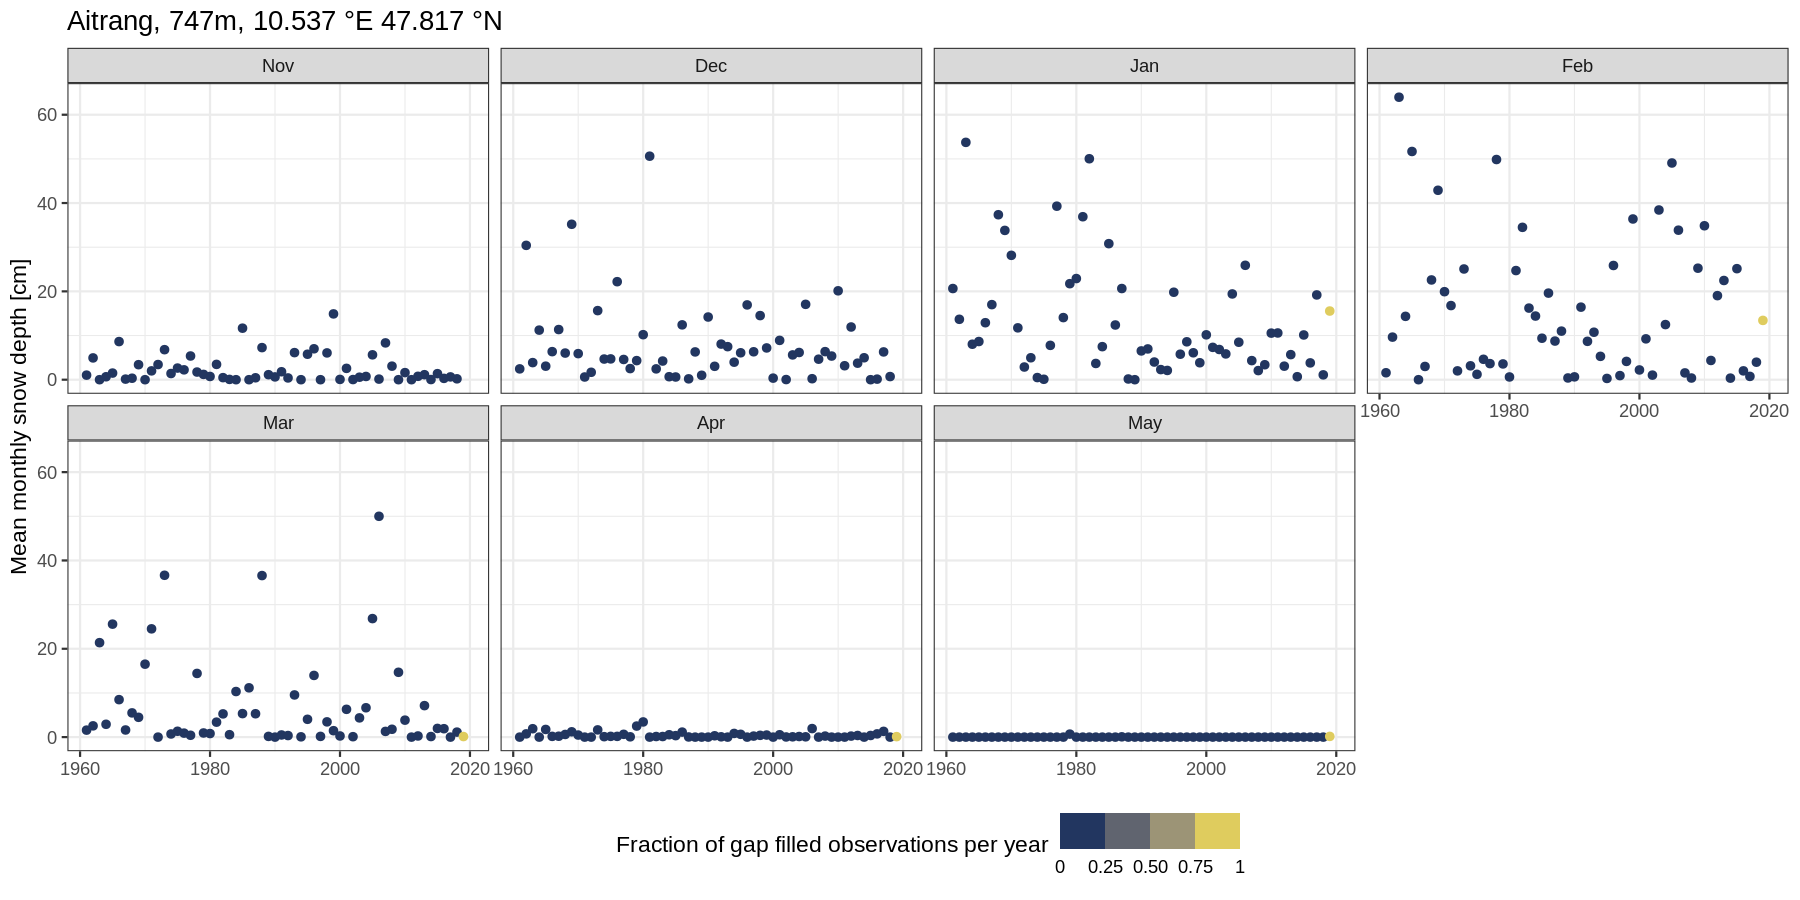 Aitrang, 747m, 10.537 °E 47.817 °N
Nov
Dec
Jan
Feb
Mean monthly snow depth [cm]
60
40
20
0
1960 1980 2000 2020
Mar
Apr
May
60
40
20
0
1960 1980 2000 2020 1960 1980 2000 2020 1960 1980 2000 2020
Fraction of gap filled observations per year
0 0.25 0.50 0.75 1